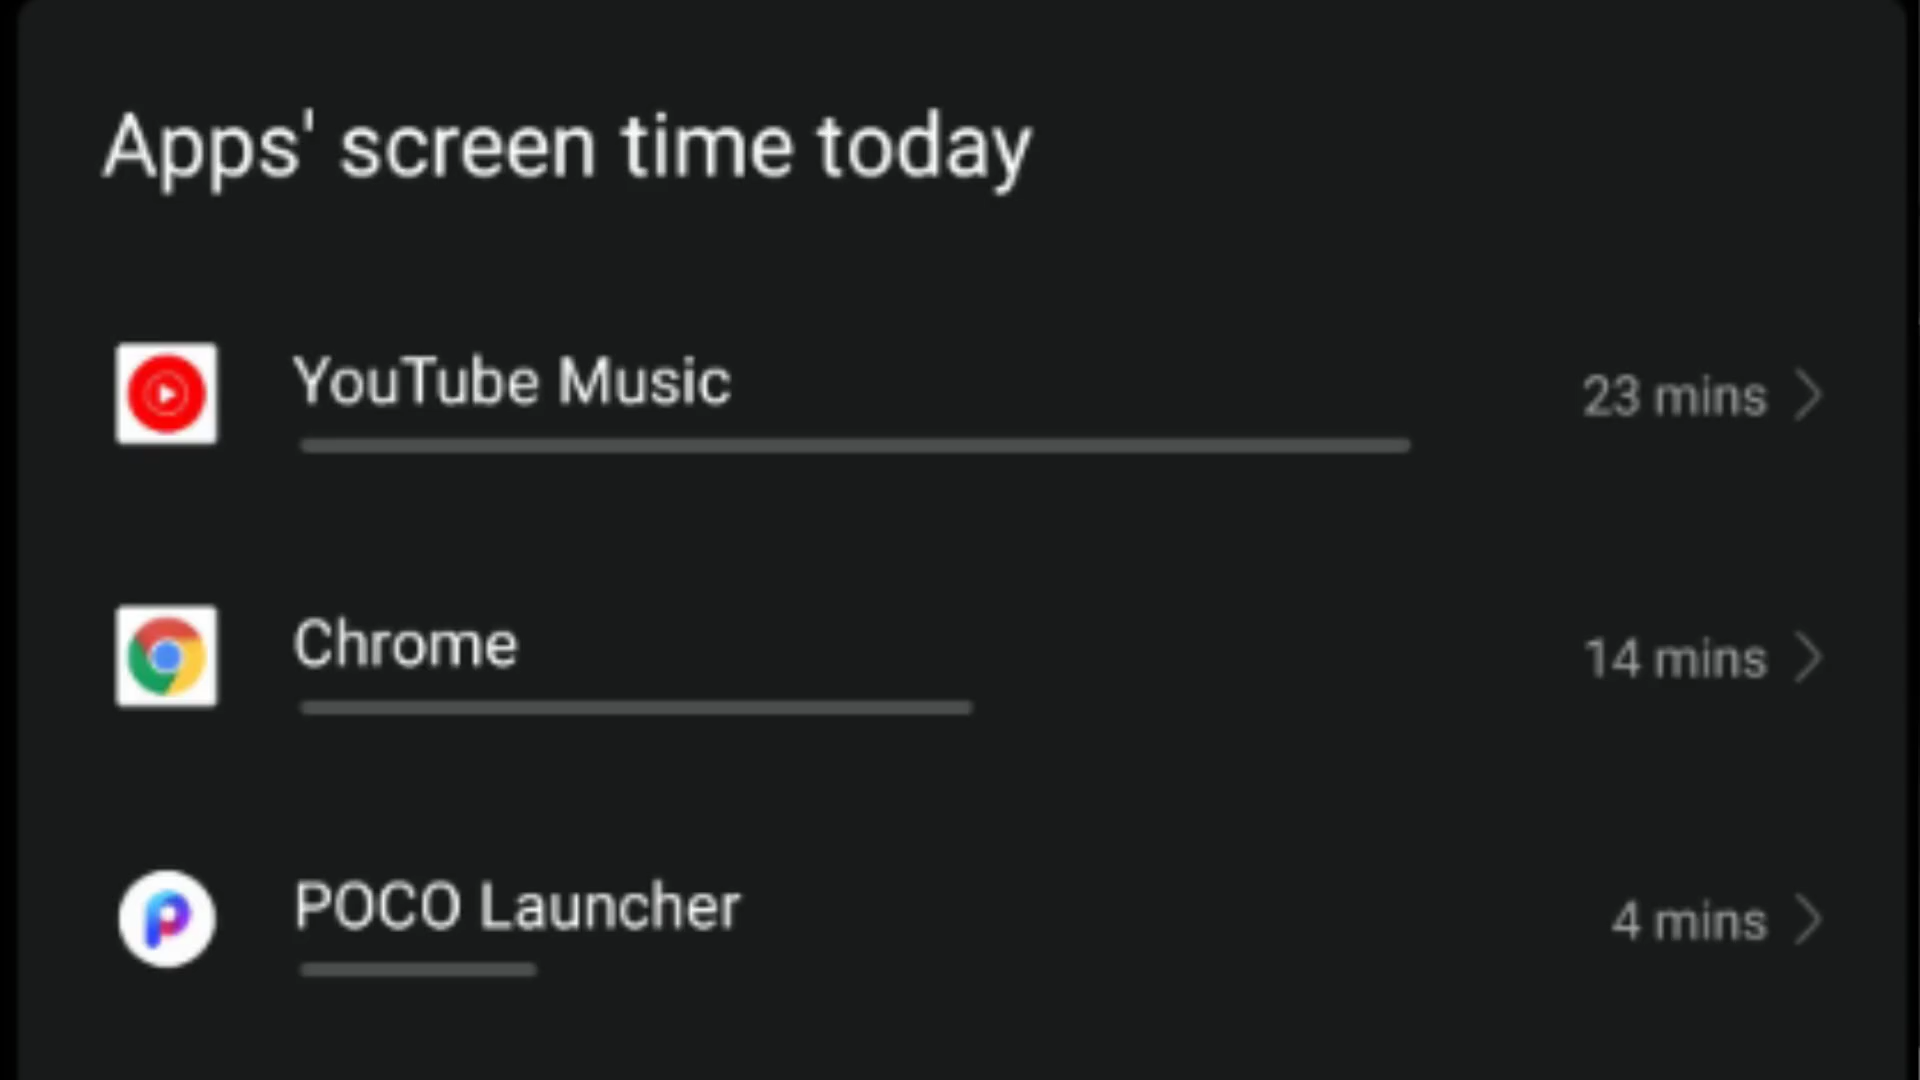 Apps' screen time today
YouTube Music
23 mins
Chrome
14 mins
POCO Launcher
4 mins